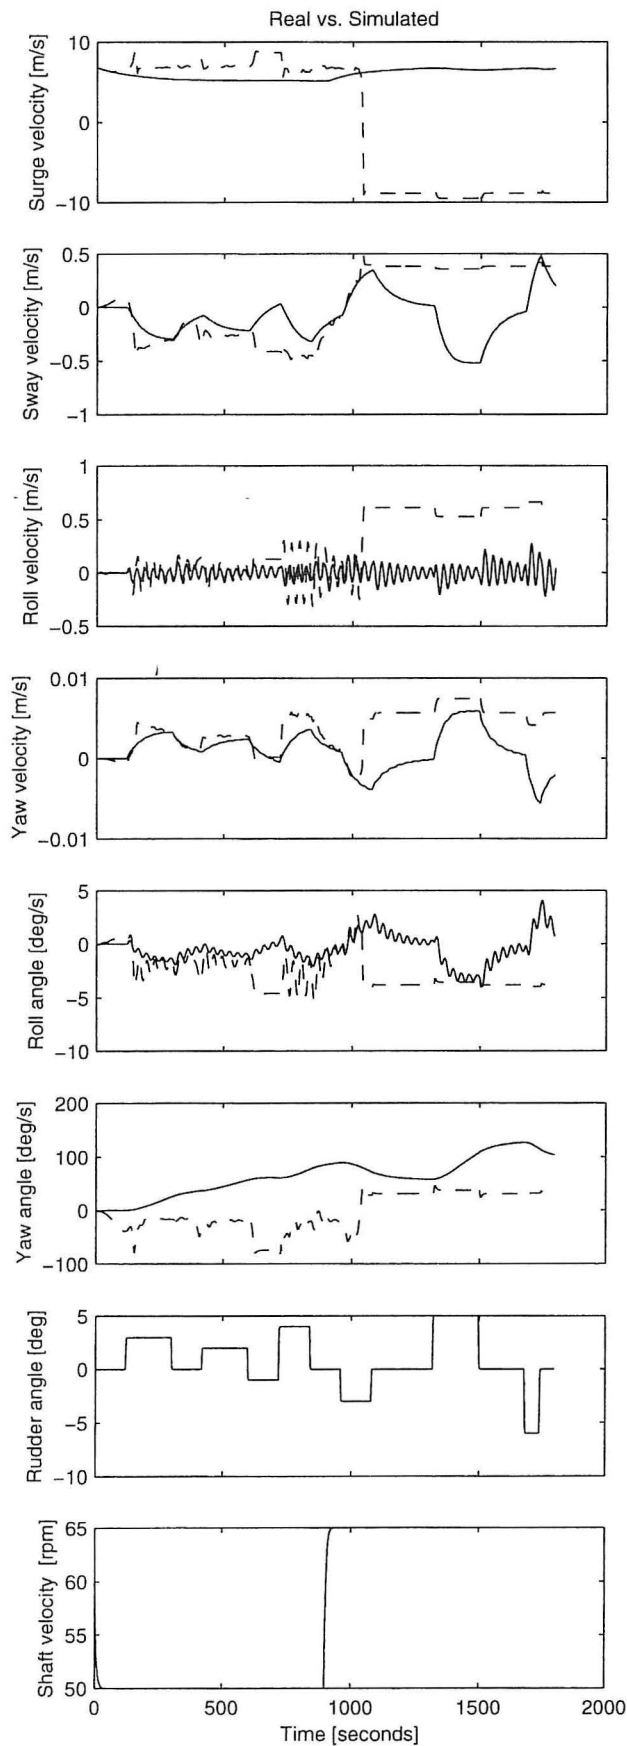 Real vs. Simulated
Surge velocity [m/s]
10
0
−10
Sway velocity [m/s]
0.5
0
−0.5
−1
Roll velocity [m/s]
1
0.5
0
−0.5
Yaw velocity [m/s]
0.01
0
−0.01
Roll angle [deg/s]
5
0
−5
−10
Yaw angle [deg/s]
200
100
0
−100
Rudder angle [deg]
5
0
−5
−10
Shaft velocity [rpm]
65
60
55
50
0 500 1000 1500 2000
Time [seconds]